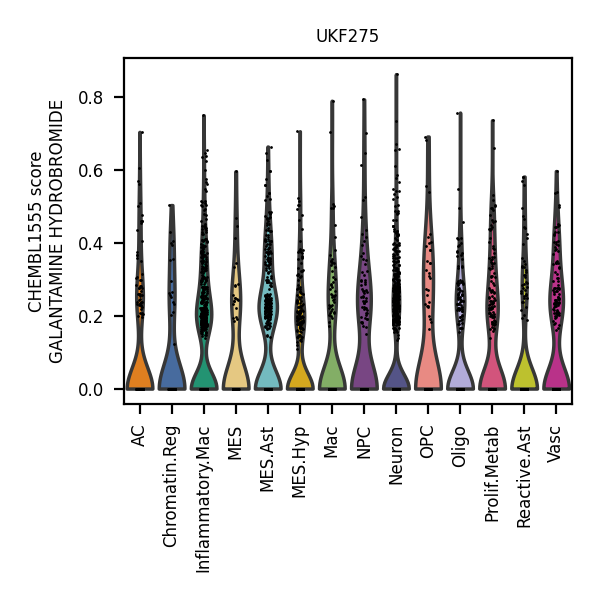 UKF275
CHEMBL1555 score
GALANTAMINE HYDROBROMIDE
0.8
0.6
0.4
0.2
0.0
AC
Chromatin.Reg
Inflammatory.Mac
MES
MES.Ast
MES.Hyp
Mac
NPC
Neuron
OPC
Oligo
Prolif.Metab
Reactive.Ast
Vasc